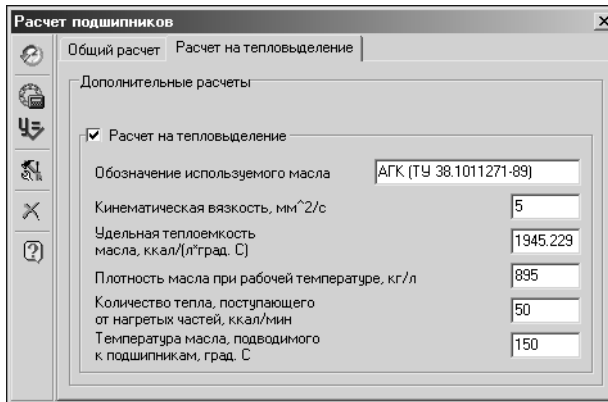 Расчет подшипников
Общий расчет Расчет на тепловыделение
Дополнительные расчеты
Расчет на тепловыделение
Обозначение используемого масла АГК (ТУ 38.1011271-89)
Кинематическая вязкость, мм^2/с 5
Удельная теплоемкость
масла, ккал/(л*град. С) 1945.229
Плотность масла при рабочей температуре, кг/л 895
Количество тепла, поступающего
от нагретых частей, ккал/мин 50
Температура масла, подводимого
к подшипникам, град. С 150